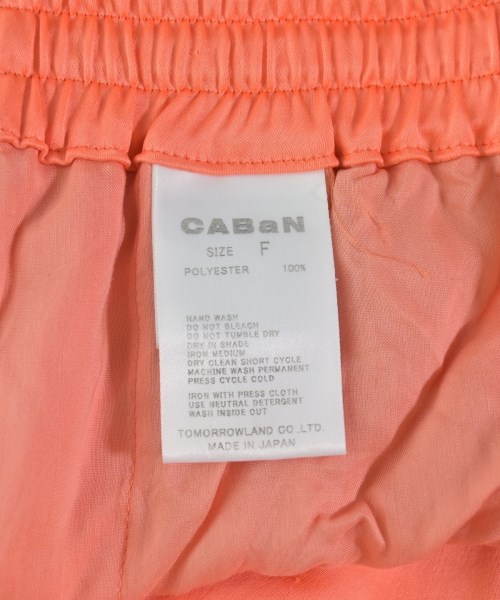 CABaN
SIZE F
POLYESTER 100%
HAND WASH
DO NOT BLEACH
DO NOT TUMBLE DRY
DRY IN SHADE
IRON MEDIUM
DRY CLEAN SHORT CYCLE
MACHINE WASH PERMANENT
PRESS CYCLE COLD
IRON WITH PRESS CLOTH
USE NEUTRAL DETERGENT
WASH INSIDE OUT
TOMORROWLAND CO.,LTD.
MADE IN JAPAN